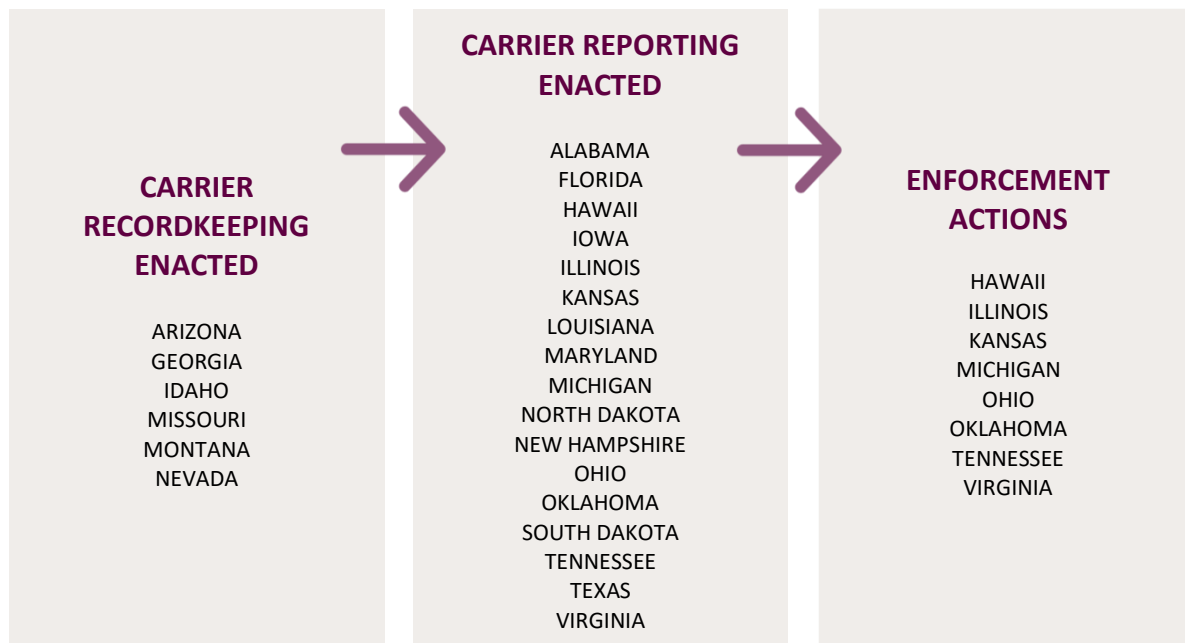 CARRIER
RECORDKEEPING
ENACTED
ARIZONA
GEORGIA
IDAHO
MISSOURI
MONTANA
NEVADA
CARRIER REPORTING
ENACTED
ALABAMA
FLORIDA
HAWAII
IOWA
ILLINOIS
KANSAS
LOUISIANA
MARYLAND
MICHIGAN
NORTH DAKOTA
NEW HAMPSHIRE
OHIO
OKLAHOMA
SOUTH DAKOTA
TENNESSEE
TEXAS
VIRGINIA
ENFORCEMENT
ACTIONS
HAWAII
ILLINOIS
KANSAS
MICHIGAN
OHIO
OKLAHOMA
TENNESSEE
VIRGINIA